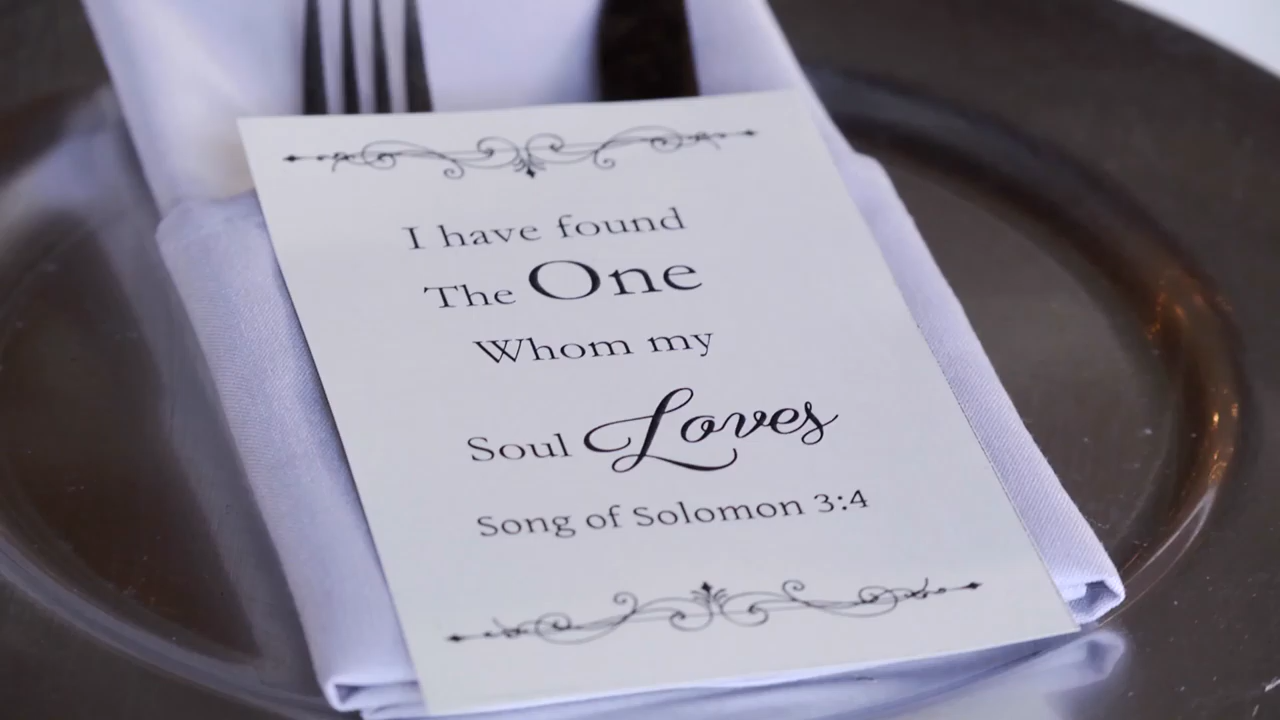 I have found
The One
Whom my
Soul Loves
Song of Solomon 3:4